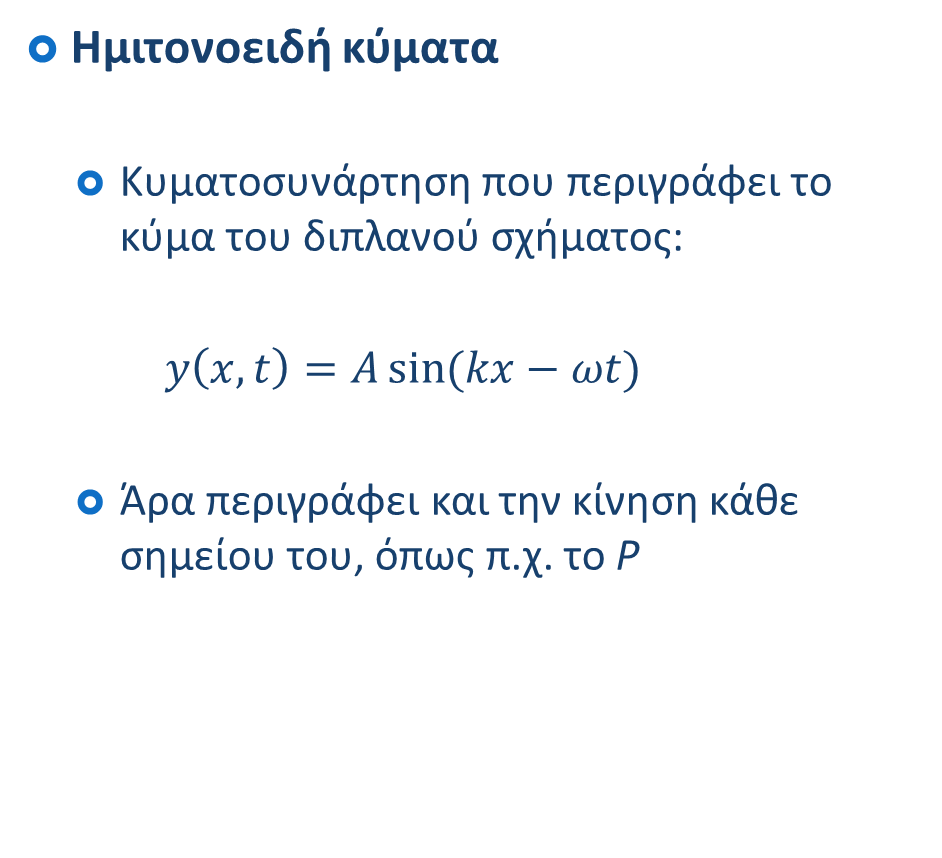 Ημιτονοειδή κύματα
Κυματοσυνάρτηση που περιγράφει το
κύμα του διπλανού σχήματος:
y(x, t) = A sin(kx − ωt)
Άρα περιγράφει και την κίνηση κάθε
σημείου του, όπως π.χ. το P